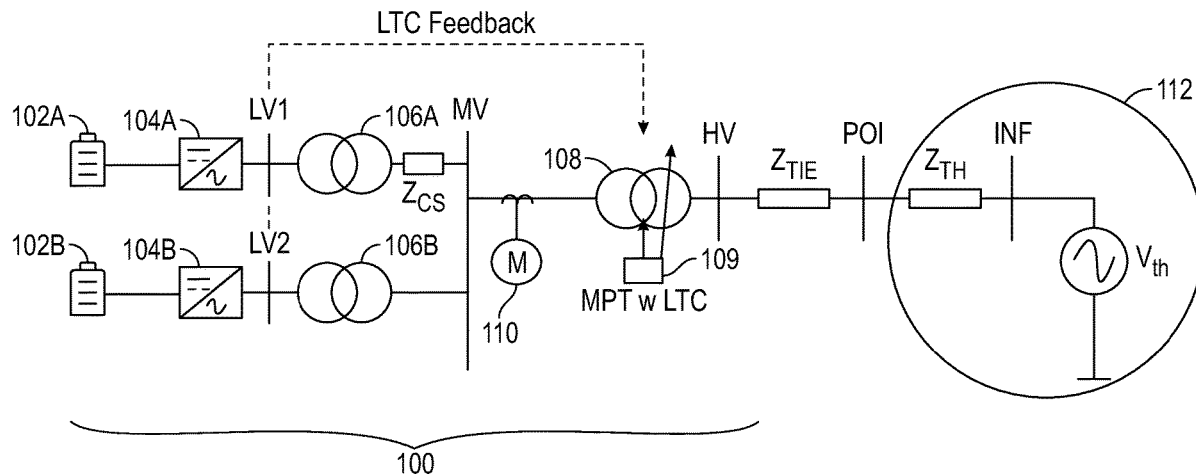 LTC Feedback
102A
104A
LV1
106A
MV
Z_CS
108
HV
Z_TIE
POI
Z_TH
INF
112
102B
104B
LV2
106B
M
110
109
MPT w LTC
V_th
100